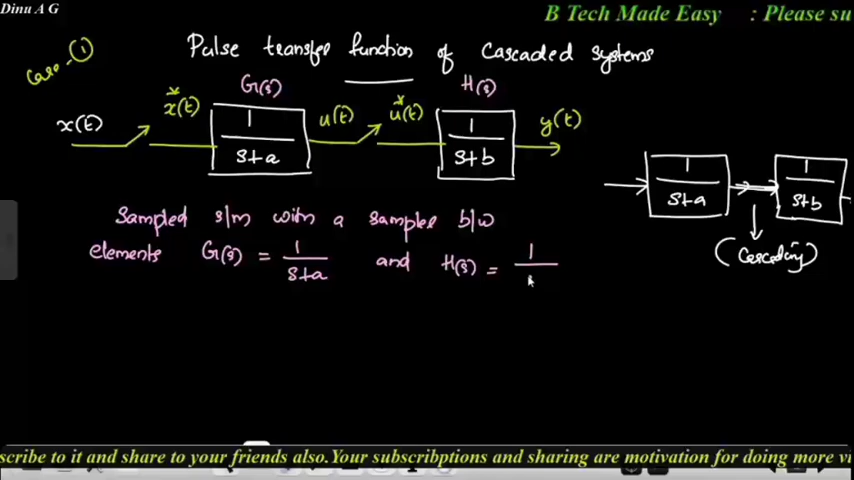 Dinu A G
B Tech Made Easy : Please su
Case - ①
Pulse transfer function of Cascaded systems
G(s)
H(s)
x(t)
x*(t)
1
s+a
u(t)
u*(t)
1
s+b
y(t)
1
s+a
1
s+b
(Cascading)
Sampled s/m with a sampler b/w
elements G(s) = 1/s+a and H(s) = 1/
scribe to it and share to your friends also.Your subscribptions and sharing are motivation for doing more vi